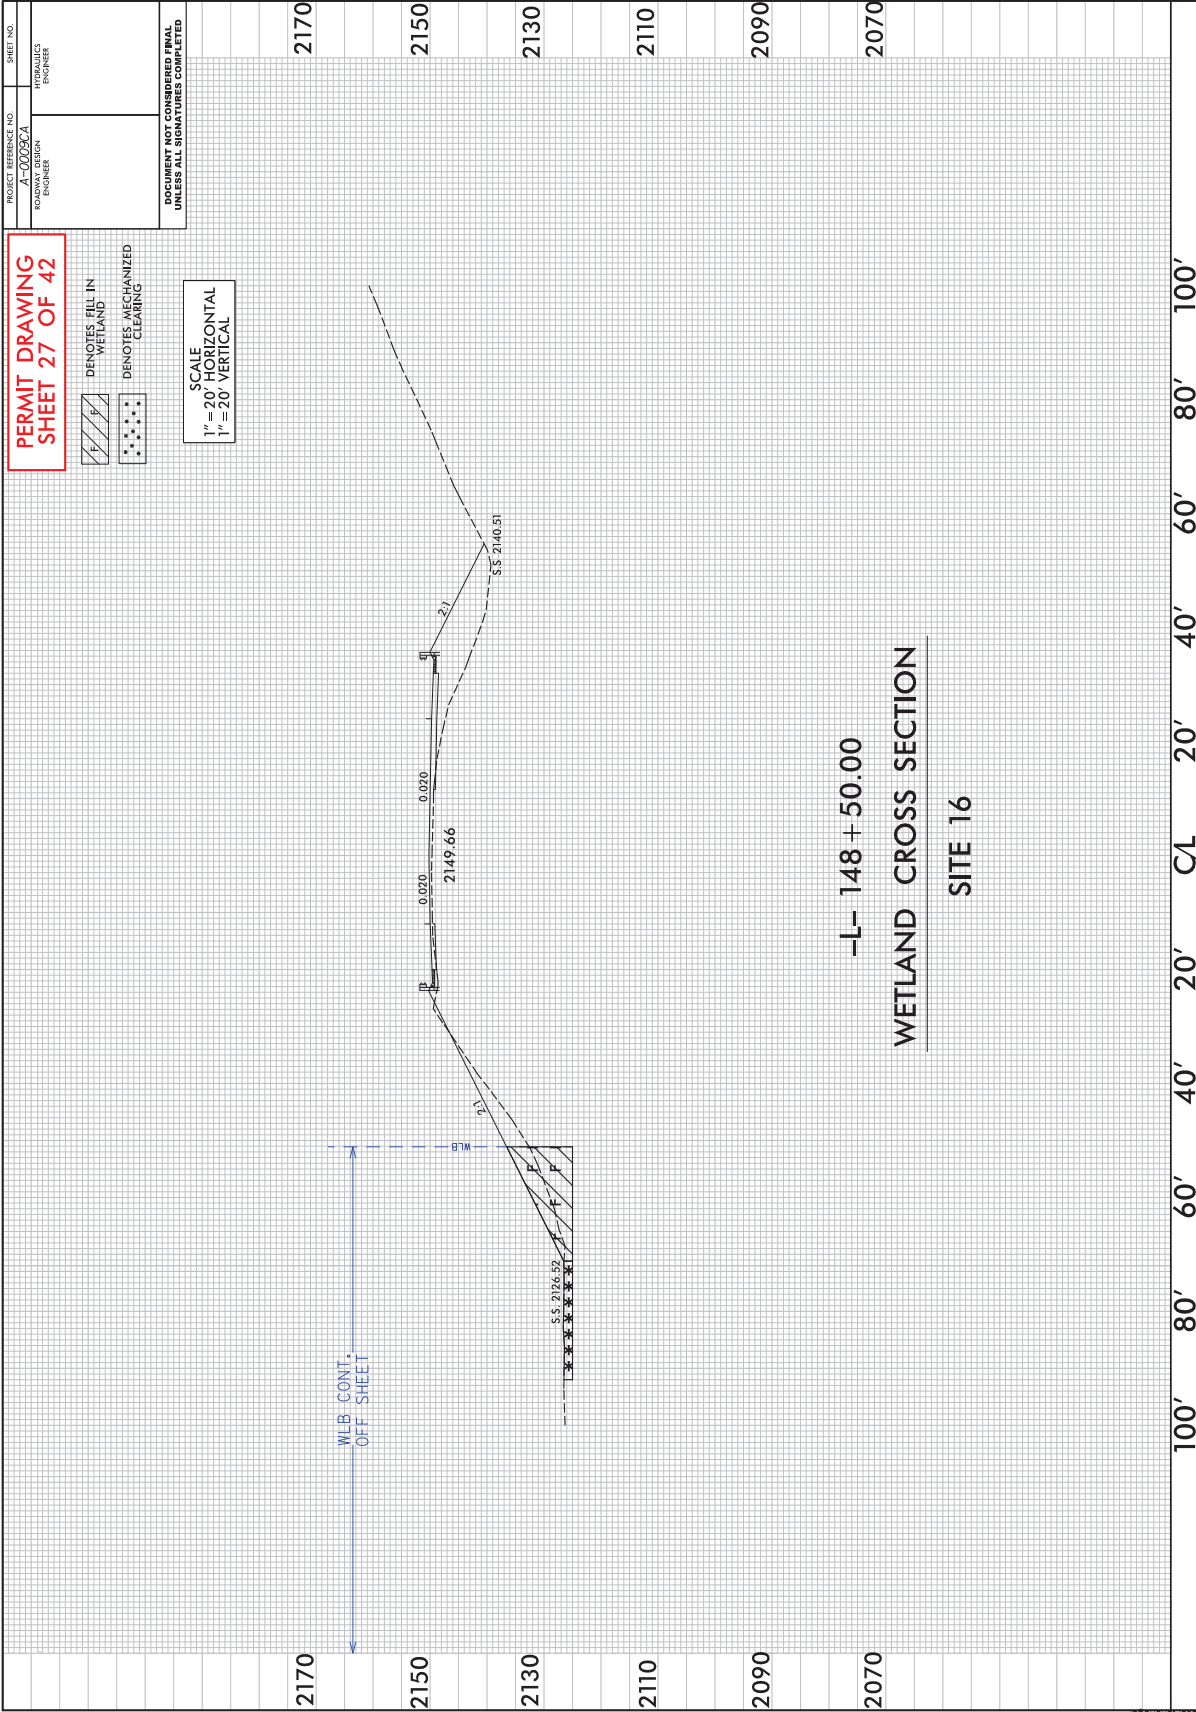 PROJECT REFERENCE NO.
SHEET NO.
A-0009CA
ROADWAY DESIGN
ENGINEER
HYDRAULICS
ENGINEER
DOCUMENT NOT CONSIDERED FINAL
UNLESS ALL SIGNATURES COMPLETED
PERMIT DRAWING
SHEET 27 OF 42
F F
DENOTES FILL IN
WETLAND
DENOTES MECHANIZED
CLEARING
SCALE
1" = 20' HORIZONTAL
1" = 20' VERTICAL
2170 2170
WLB CONT.
OFF SHEET
2150 2150
0.020 0.020
2149.66
2:1
2:1
WLB
S.S. 2140.51
2130 2130
F F F F
S.S. 2126.52
2110 2110
2090 2090
2070 2070
-L- 148+50.00
WETLAND CROSS SECTION
SITE 16
100' 80' 60' 40' 20' C/L 20' 40' 60' 80' 100'